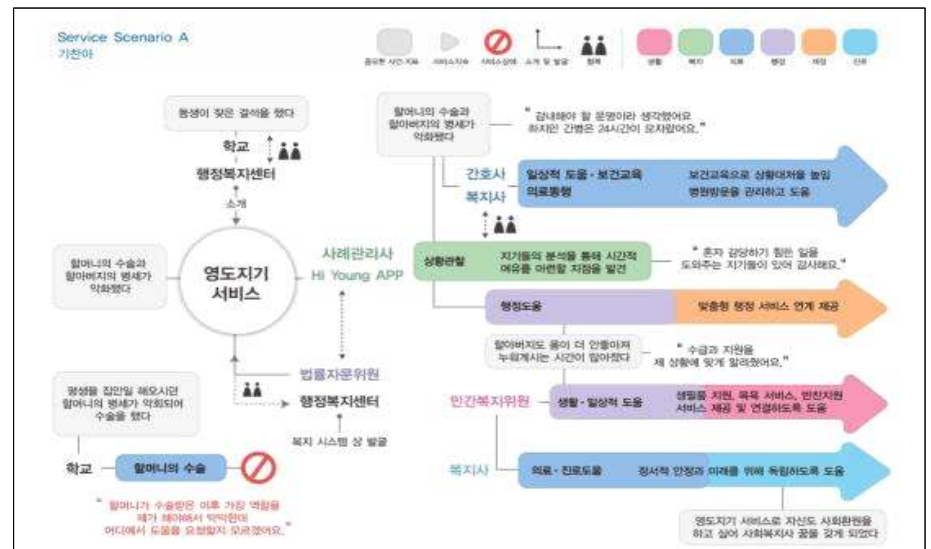 Service Scenario A
기찬아
서비스지속
서비스장애
소개 및 발굴
협력
생활
복지
의료
행정
재정
진로
동생이 잦은 결석을 했다
학교
행정복지센터
소개
할머니의 수술과
할아버지의 병세가
악화됐다
영도지기
서비스
사례관리사
Hi Young APP
법률자문위원
행정복지센터
복지 시스템 상 발굴
평생을 집안일 해오시던
할머니의 병세가 악화되어
수술을 했다
학교
할머니의 수술
“ 할머니가 수술받은 이후 가장 역할을
제가 해야해서 막막한데
어디에서 도움을 요청할지 모르겠어요. ”
할머니의 수술과
할아버지의 병세가
악화됐다
“ 감내해야 할 운명이라 생각했어요
하지만 간병은 24시간이 모자랐어요. ”
간호사
복지사
일상적 도움 · 보건교육
의료동행
보건교육으로 상황대처을 높임
병원방문을 관리하고 도움
상황관찰
지기들의 분석을 통해 시간적
여유를 마련할 지점을 발견
“ 혼자 감당하기 힘든 일을
도와주는 지기들이 있어 감사해요. ”
행정도움
맞춤형 행정 서비스 연계 제공
할아버지도 몸이 더 안좋아져
누워계시는 시간이 많아졌다
“ 수급과 지원을
제 상황에 맞게 알려줬어요. ”
민간복지위원
생활 · 일상적 도움
생필품 지원, 목욕 서비스, 반찬지원
서비스 제공 및 연결하도록 도움
복지사
의료 · 진로도움
정서적 안정과 미래를 위해 독립하도록 도움
영도지기 서비스로 자신도 사회환원을
하고 싶어 사회복지사 꿈을 갖게 되었다